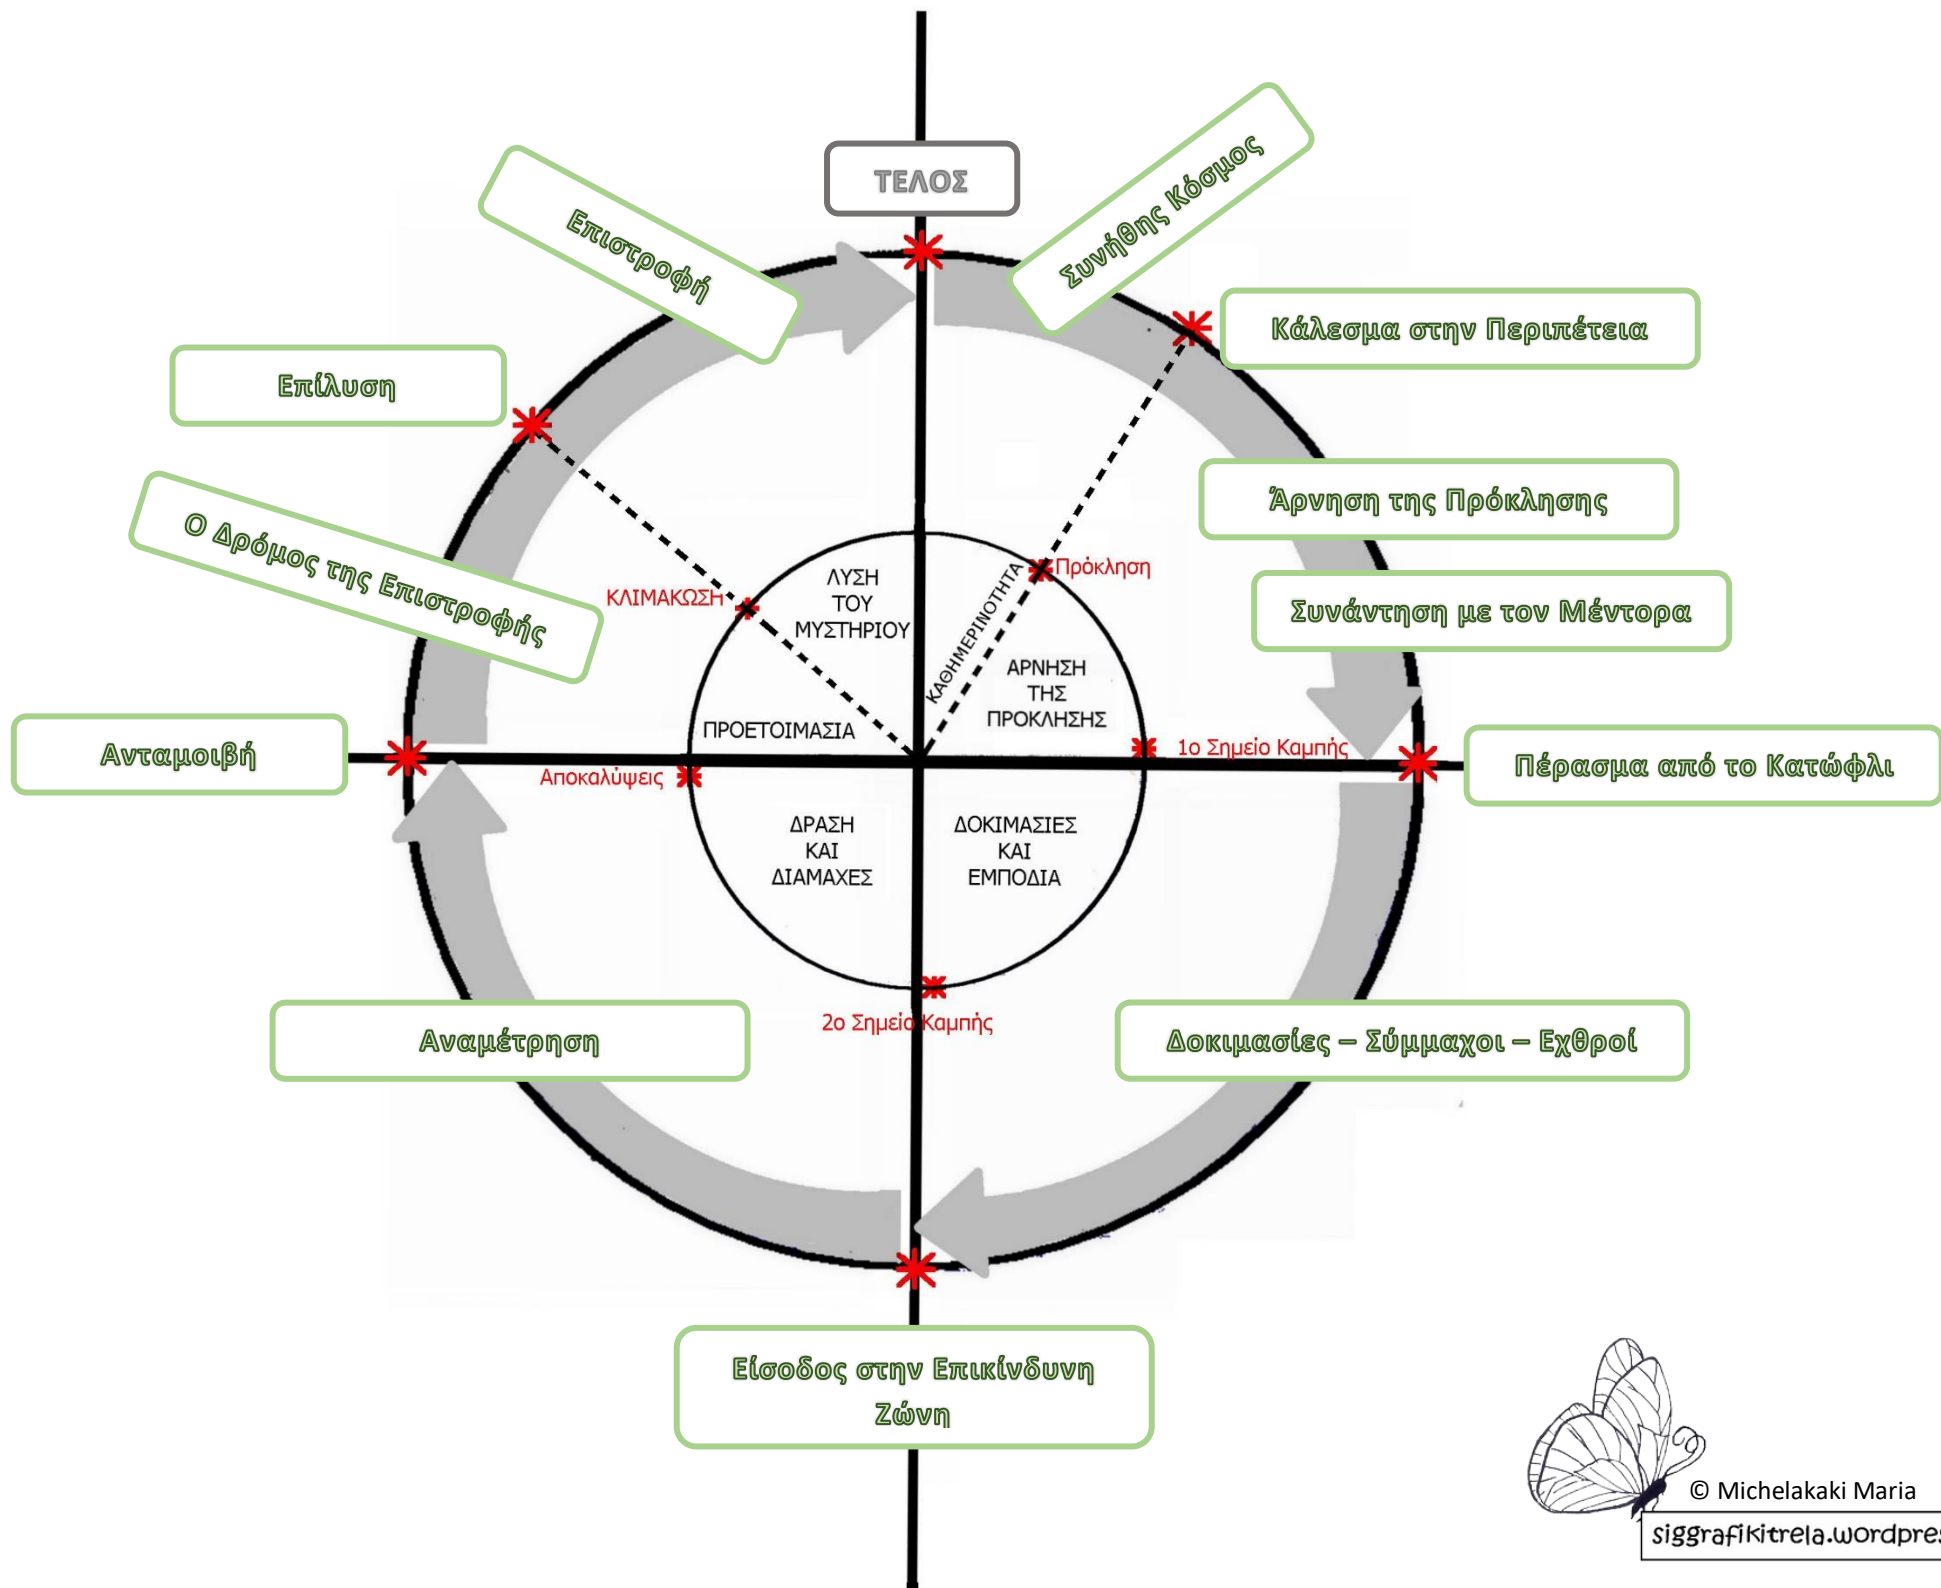 ΤΕΛΟΣ
Συνήθης Κόσμος
Κάλεσμα στην Περιπέτεια
Άρνηση της Πρόκλησης
Συνάντηση με τον Μέντορα
Πέρασμα από το Κατώφλι
Δοκιμασίες – Σύμμαχοι – Εχθροί
Είσοδος στην Επικίνδυνη
Ζώνη
Αναμέτρηση
Ανταμοιβή
Ο Δρόμος της Επιστροφής
Επίλυση
Επιστροφή
ΚΑΘΗΜΕΡΙΝΟΤΗΤΑ
Πρόκληση
ΑΡΝΗΣΗ
ΤΗΣ
ΠΡΟΚΛΗΣΗΣ
1ο Σημείο Καμπής
ΔΟΚΙΜΑΣΙΕΣ
ΚΑΙ
ΕΜΠΟΔΙΑ
2ο Σημείο Καμπής
ΔΡΑΣΗ
ΚΑΙ
ΔΙΑΜΑΧΕΣ
Αποκαλύψεις
ΠΡΟΕΤΟΙΜΑΣΙΑ
ΚΛΙΜΑΚΩΣΗ
ΛΥΣΗ
ΤΟΥ
ΜΥΣΤΗΡΙΟΥ
© Michelakaki Maria
siggrafikitrela.wordpres